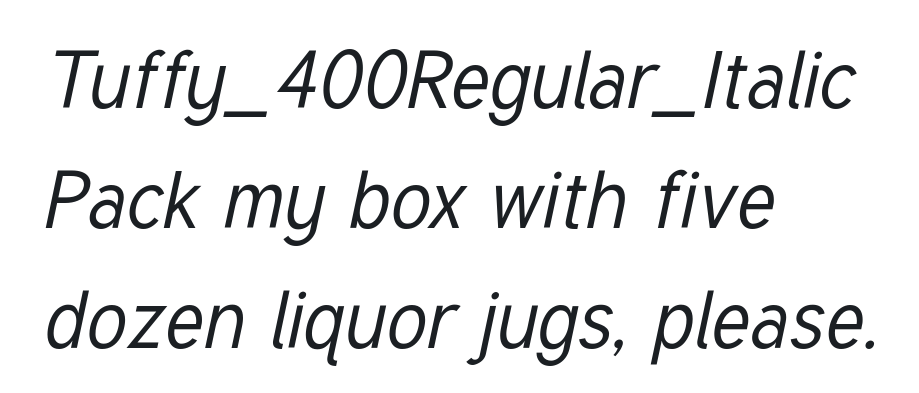 Tuffy_400Regular_Italic
Pack my box with five
dozen liquor jugs, please.